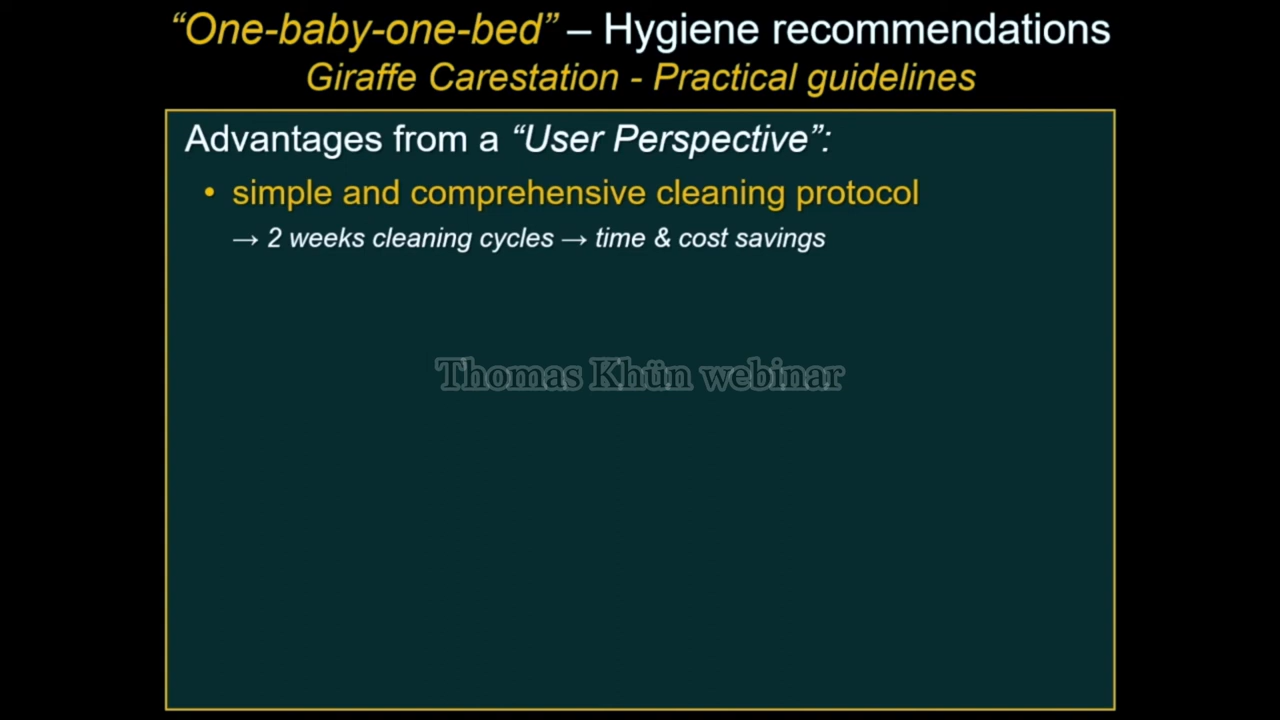 “One-baby-one-bed” – Hygiene recommendations
Giraffe Carestation - Practical guidelines
Advantages from a “User Perspective”:
• simple and comprehensive cleaning protocol
→ 2 weeks cleaning cycles → time & cost savings
Thomas Khün webinar